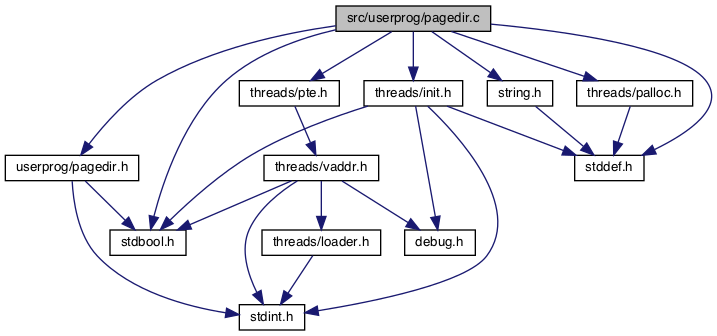 src/userprog/pagedir.c
threads/pte.h
threads/init.h
string.h
threads/palloc.h
userprog/pagedir.h
threads/vaddr.h
stddef.h
stdbool.h
threads/loader.h
debug.h
stdint.h